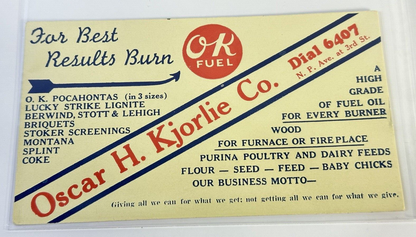 For Best
Results Burn
OK
FUEL
O. K. POCAHONTAS (in 3 sizes)
LUCKY STRIKE LIGNITE
BERWIND, STOTT & LEHIGH
BRIQUETS
STOKER SCREENINGS
MONTANA
SPLINT
COKE
Oscar H. Kjorlie Co.
Dial 6407
N. P. Ave. at 3rd St.
A
HIGH
GRADE
OF FUEL OIL
FOR EVERY BURNER
WOOD
FOR FURNACE OR FIREPLACE
PURINA POULTRY AND DAIRY FEEDS
FLOUR — SEED — FEED — BABY CHICKS
OUR BUSINESS MOTTO—
Giving all we can for what we get; not getting all we can for what we give.